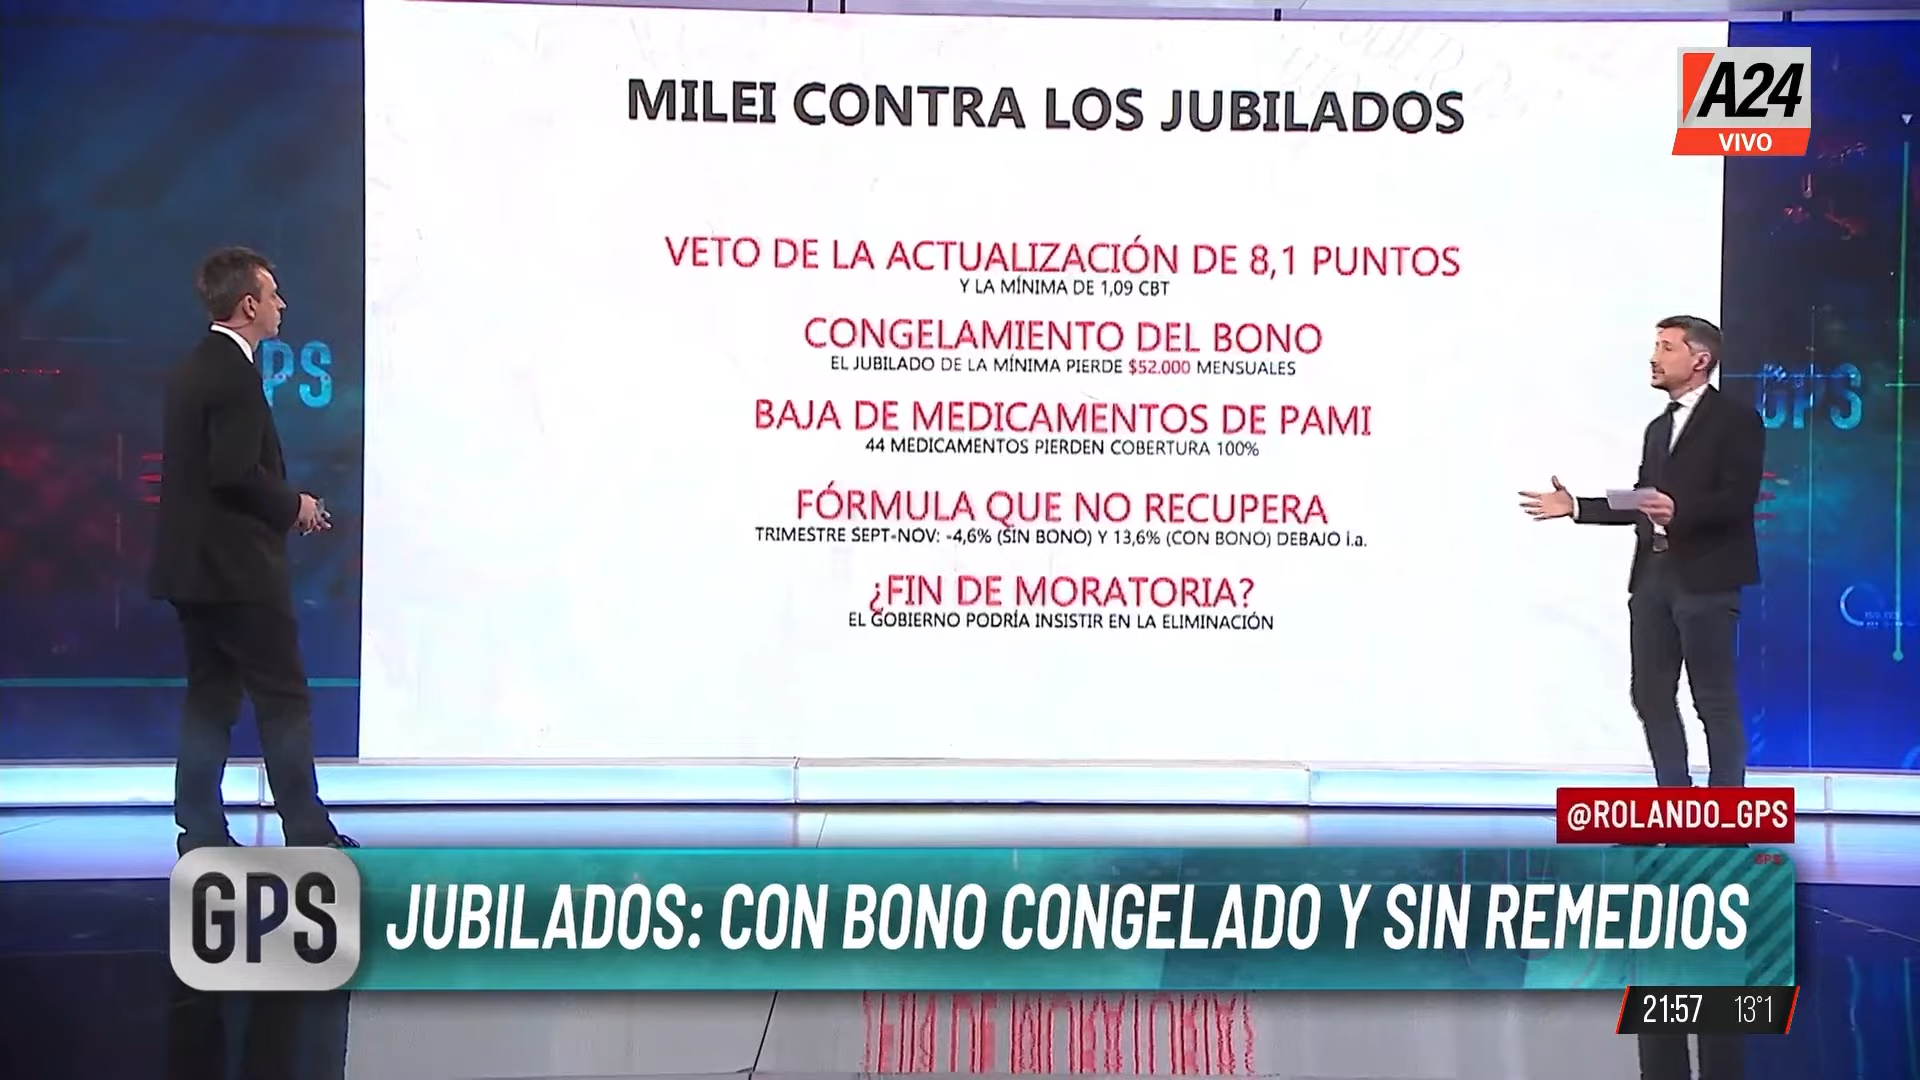 MILEI CONTRA LOS JUBILADOS
A24
VIVO
VETO DE LA ACTUALIZACIÓN DE 8,1 PUNTOS
Y LA MÍNIMA DE 1,09 CBT
CONGELAMIENTO DEL BONO
EL JUBILADO DE LA MÍNIMA PIERDE $52.000 MENSUALES
BAJA DE MEDICAMENTOS DE PAMI
44 MEDICAMENTOS PIERDEN COBERTURA 100%
FÓRMULA QUE NO RECUPERA
TRIMESTRE SEPT-NOV: -4,6% (SIN BONO) Y 13,6% (CON BONO) DEBAJO i.a.
¿FIN DE MORATORIA?
EL GOBIERNO PODRÍA INSISTIR EN LA ELIMINACIÓN
PS
GPS
@ROLANDO_GPS
GPS
GPS
JUBILADOS: CON BONO CONGELADO Y SIN REMEDIOS
21:57 13°1